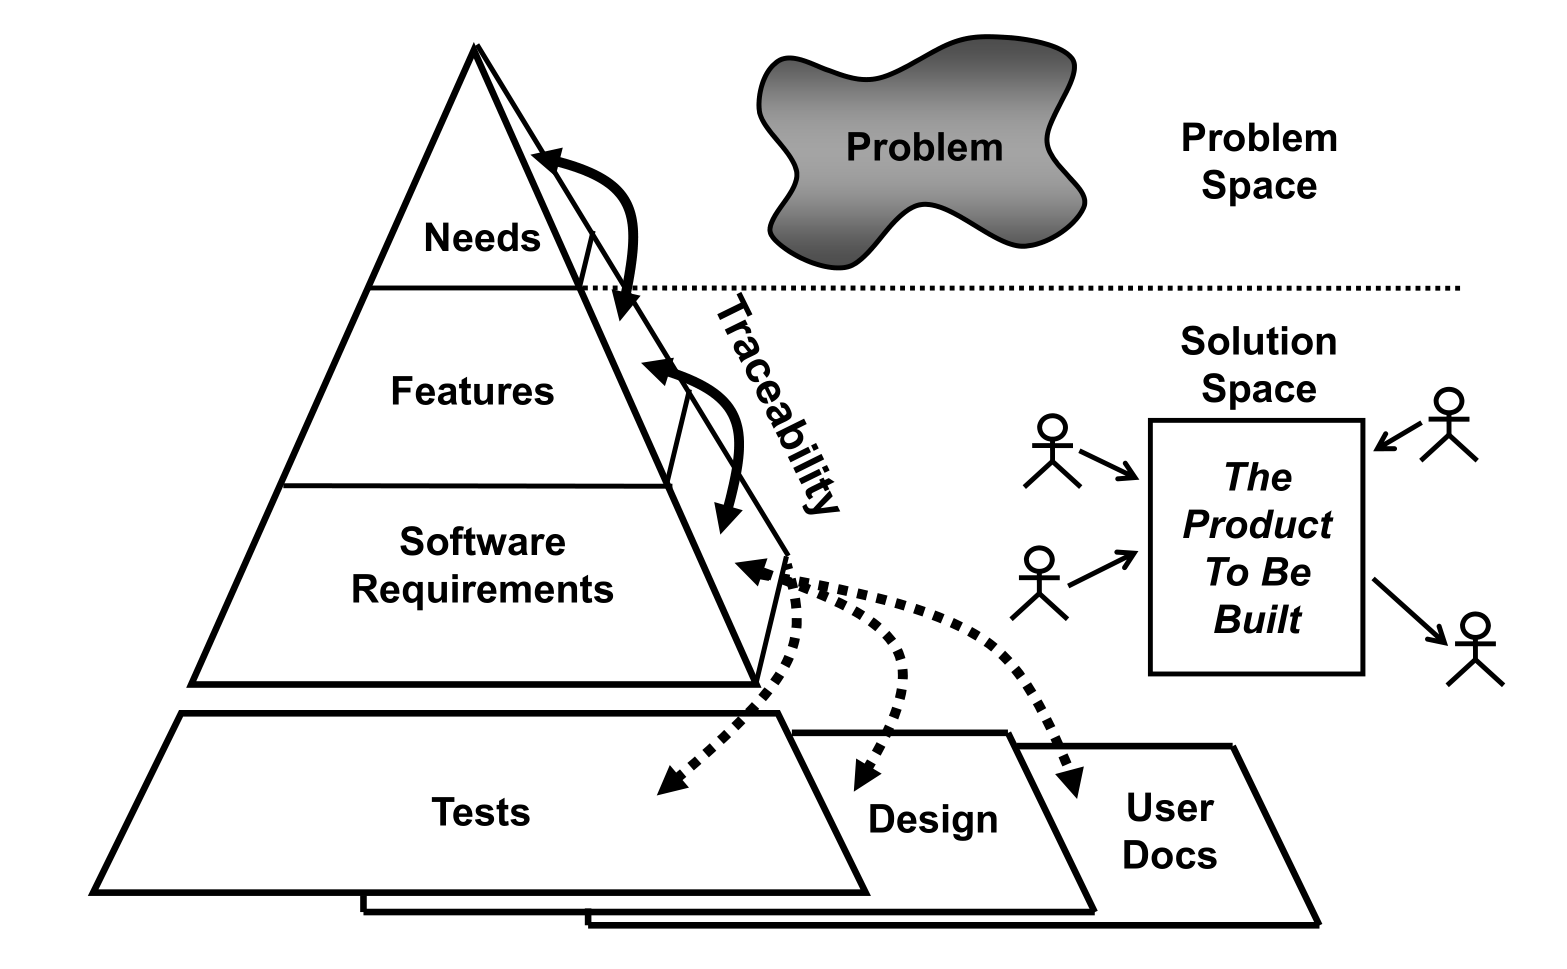 Problem
Problem
Space
Needs
Traceability
Features
Solution
Space
Software
Requirements
The
Product
To Be
Built
Tests
Design
User
Docs